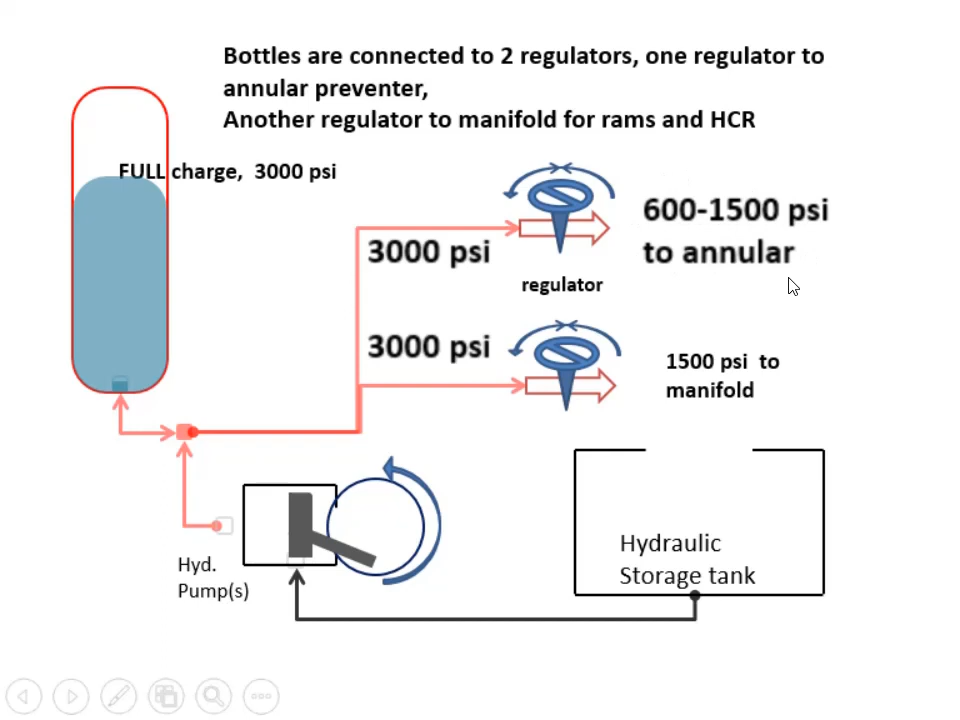 Bottles are connected to 2 regulators, one regulator to
annular preventer,
Another regulator to manifold for rams and HCR
FULL charge, 3000 psi
3000 psi
600-1500 psi
to annular
regulator
3000 psi
1500 psi to
manifold
Hyd.
Pump(s)
Hydraulic
Storage tank